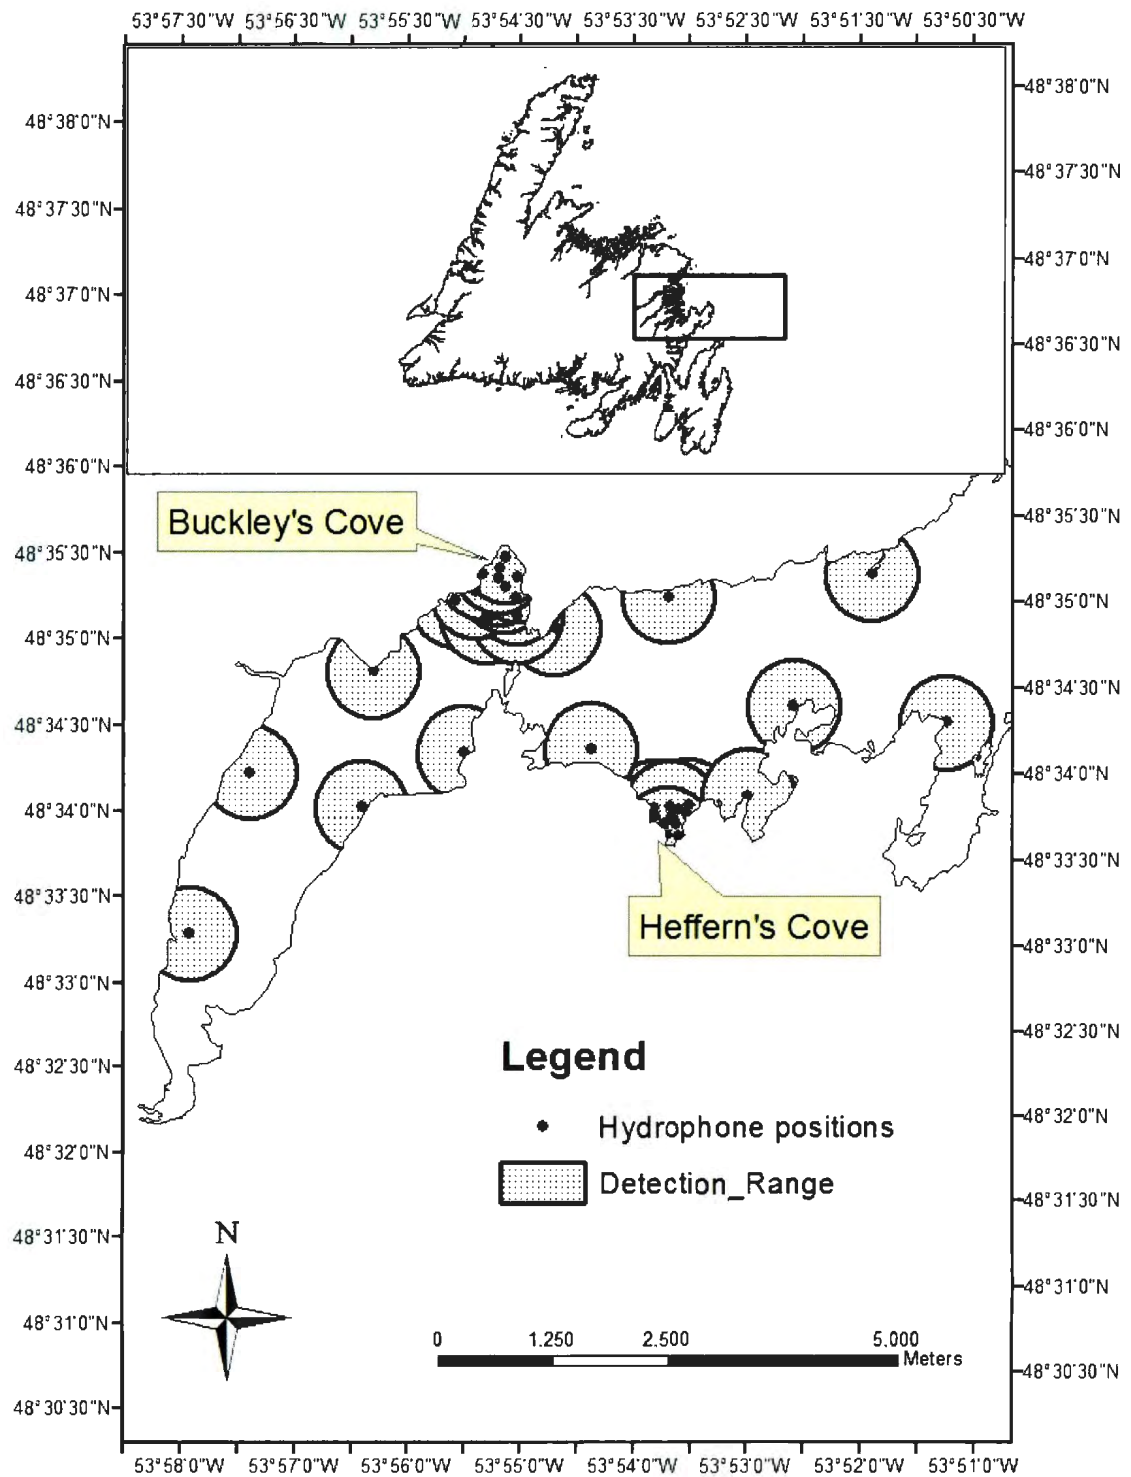 53°57'30"W 53°56'30"W 53°55'30"W 53°54'30"W 53°53'30"W 53°52'30"W 53°51'30"W 53°50'30"W
48°38'0"N
48°38'0"N
48°37'30"N
48°37'30"N
48°37'0"N
48°37'0"N
48°36'30"N
48°36'30"N
48°36'0"N
48°36'0"N
Buckley's Cove
48°35'30"N
48°35'30"N
48°35'0"N
48°35'0"N
48°34'30"N
48°34'30"N
48°34'0"N
48°34'0"N
48°33'30"N
48°33'30"N
Heffern's Cove
48°33'0"N
48°33'0"N
48°32'30"N
Legend
48°32'30"N
48°32'0"N
Hydrophone positions
48°32'0"N
Detection_Range
48°31'30"N
48°31'30"N
N
48°31'0"N
48°31'0"N
0 1.250 2.500 5.000
Meters
48°30'30"N
48°30'30"N
53°58'0"W 53°57'0"W 53°56'0"W 53°55'0"W 53°54'0"W 53°53'0"W 53°52'0"W 53°51'0"W